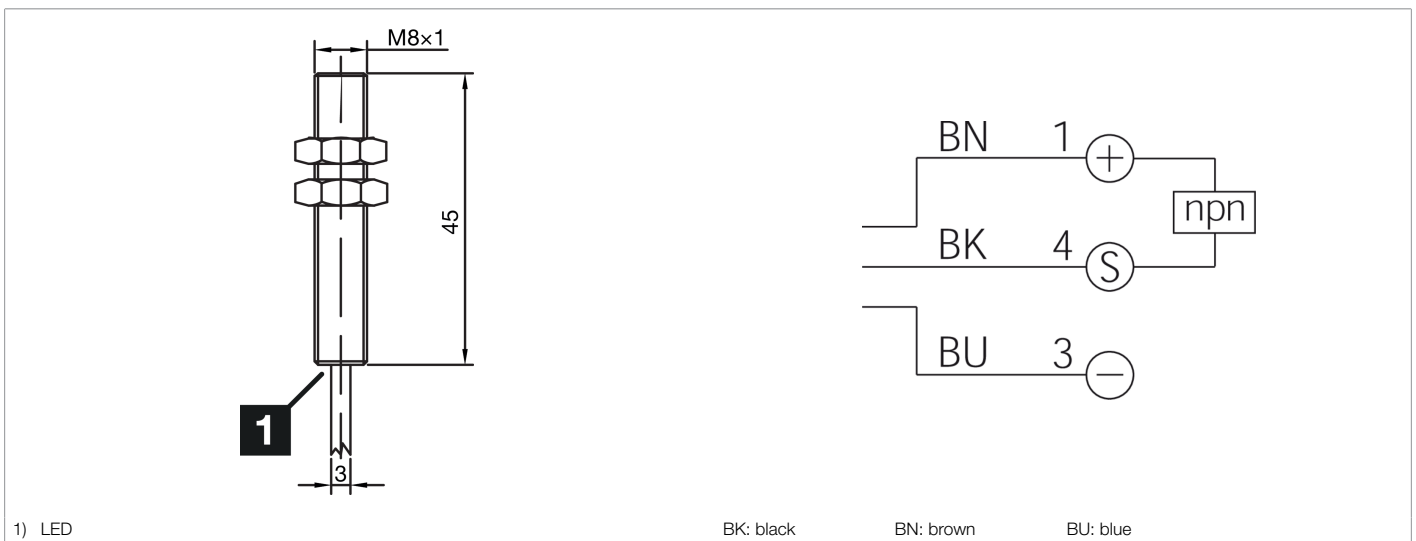 M8×1
45
1
3
BN 1 +
npn
BK 4 S
BU 3 −
1) LED
BK: black BN: brown BU: blue